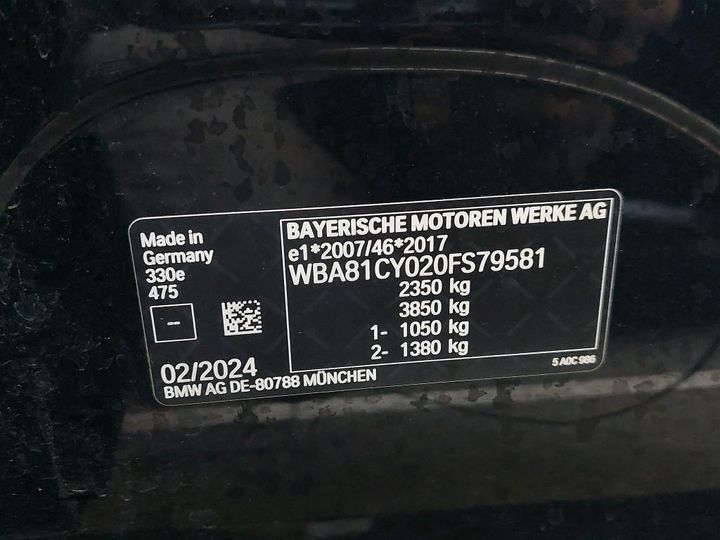 Made in
Germany
330e
475
--
02/2024
BMW AG DE-80788 MÜNCHEN
BAYERISCHE MOTOREN WERKE AG
e1*2007/46*2017
WBA81CY020FS79581
2350 kg
3850 kg
1- 1050 kg
2- 1380 kg
5 A0C 986